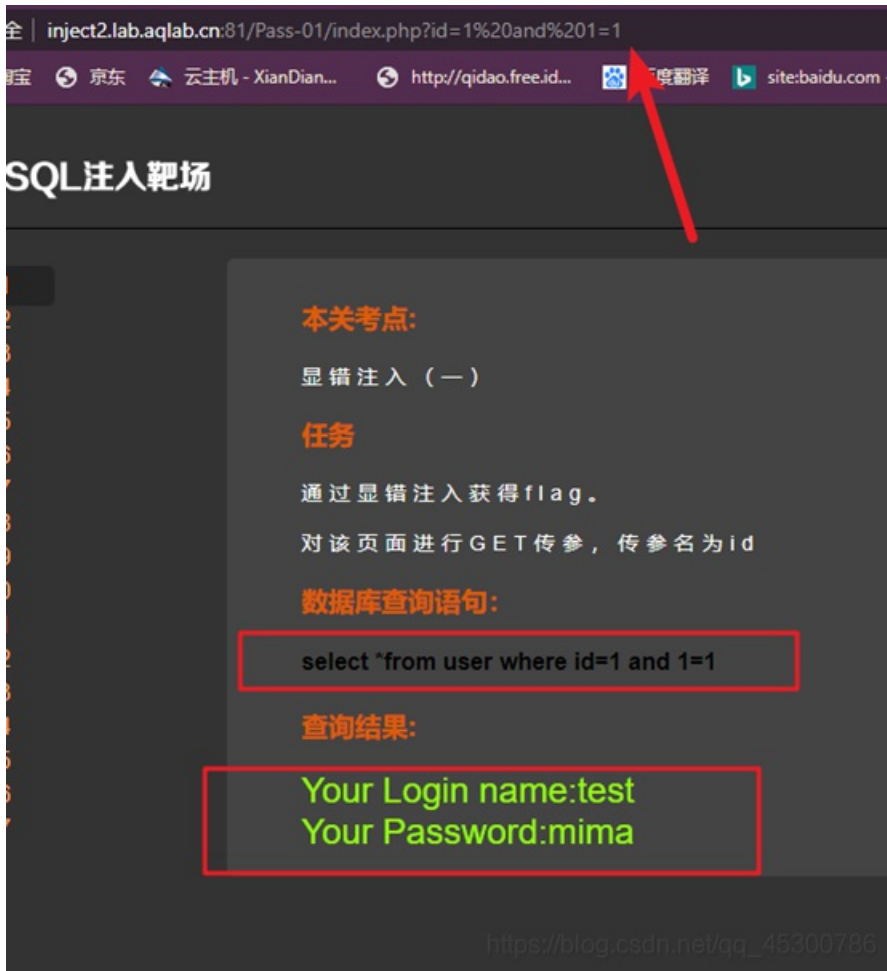 全 | inject2.lab.aqlab.cn:81/Pass-01/index.php?id=1%20and%201=1
京东 云主机 - XianDian... http://qidao.free.id... 度翻译 site:baidu.com
SQL注入靶场
本关考点:
显错注入（一）
任务
通过显错注入获得flag。
对该页面进行GET传参，传参名为id
数据库查询语句:
select *from user where id=1 and 1=1
查询结果:
Your Login name:test
Your Password:mima
https://blog.csdn.net/qq_45300786